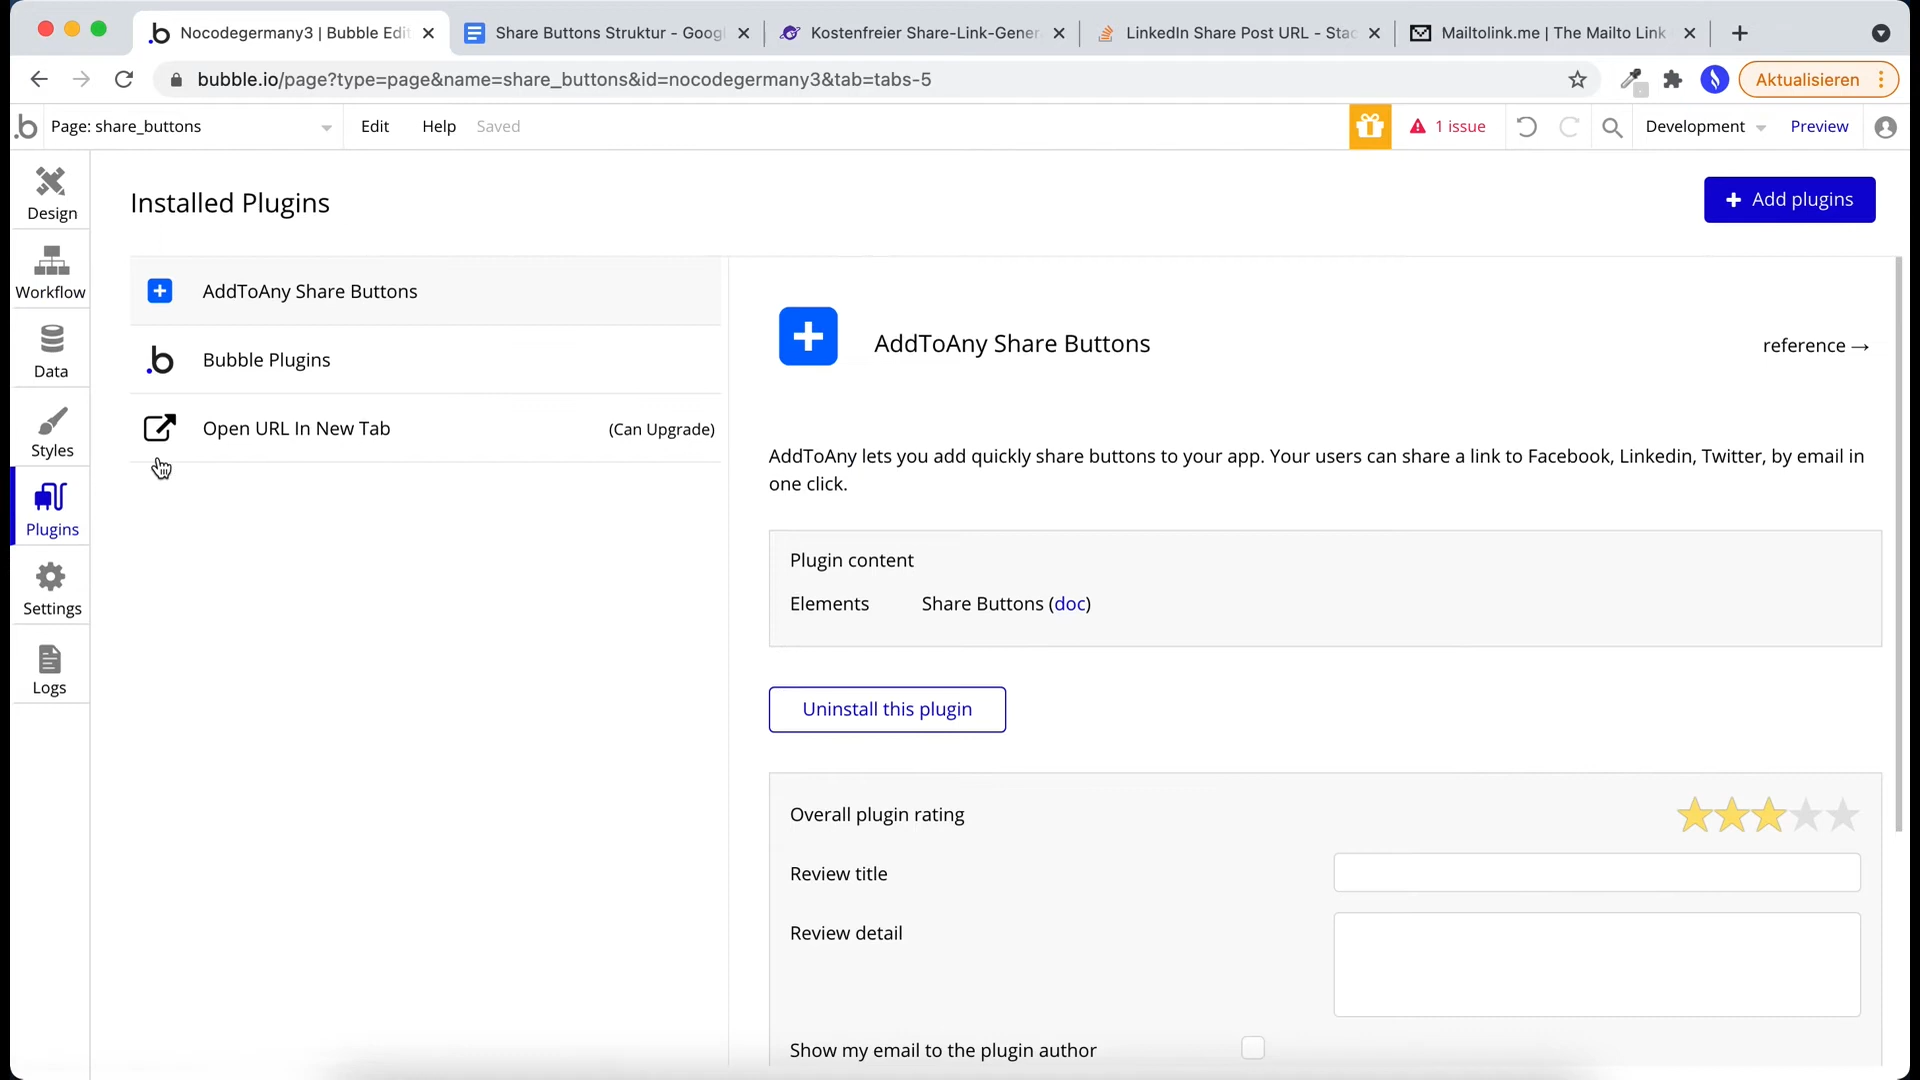 Nocodegermany3 | Bubble Edit
Share Buttons Struktur - Googl
Kostenfreier Share-Link-Gener
LinkedIn Share Post URL - Stac
Mailtolink.me | The Mailto Link
bubble.io/page?type=page&name=share_buttons&id=nocodegermany3&tab=tabs-5
Aktualisieren
Page: share_buttons
Edit
Help
Saved
1 issue
Development
Preview
Design
Workflow
Data
Styles
Plugins
Settings
Logs
Installed Plugins
+ Add plugins
AddToAny Share Buttons
Bubble Plugins
Open URL In New Tab
(Can Upgrade)
AddToAny Share Buttons
reference →
AddToAny lets you add quickly share buttons to your app. Your users can share a link to Facebook, Linkedin, Twitter, by email in
one click.
Plugin content
Elements
Share Buttons (doc)
Uninstall this plugin
Overall plugin rating
Review title
Review detail
Show my email to the plugin author